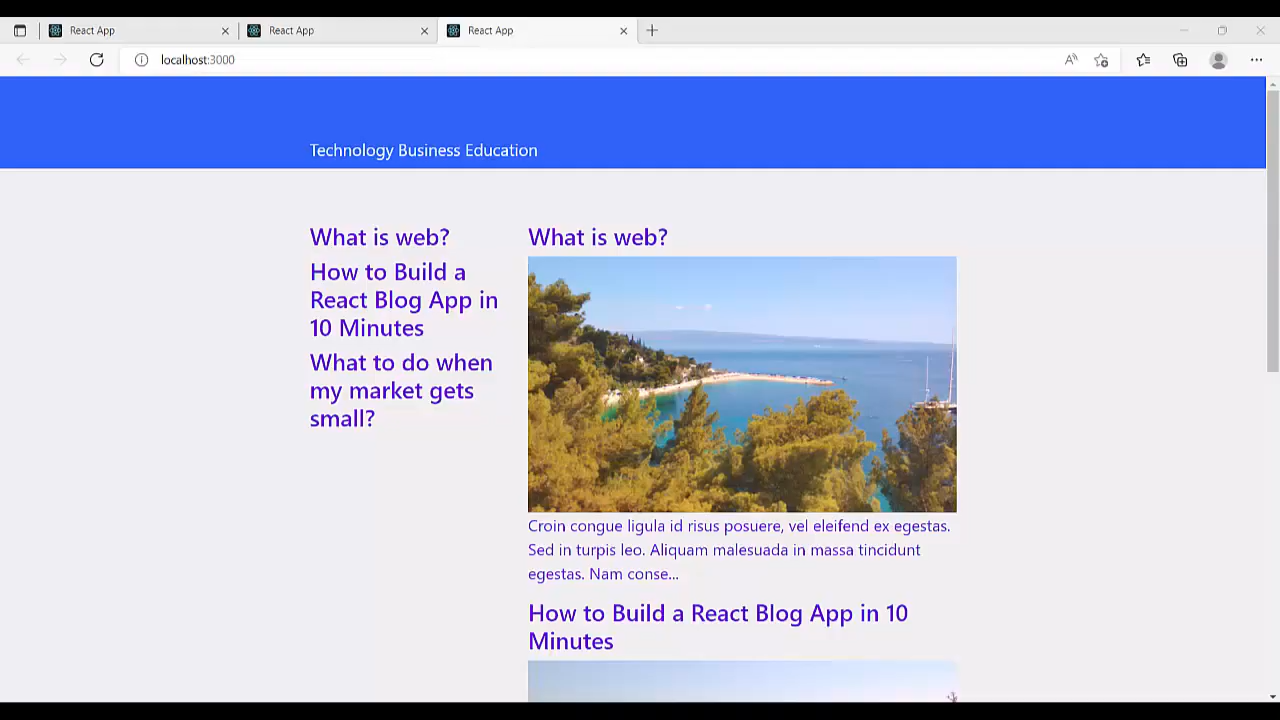 React App
React App
React App
localhost:3000
Technology Business Education
What is web?
How to Build a
React Blog App in
10 Minutes
What to do when
my market gets
small?
What is web?
Croin congue ligula id risus posuere, vel eleifend ex egestas.
Sed in turpis leo. Aliquam malesuada in massa tincidunt
egestas. Nam conse...
How to Build a React Blog App in 10
Minutes